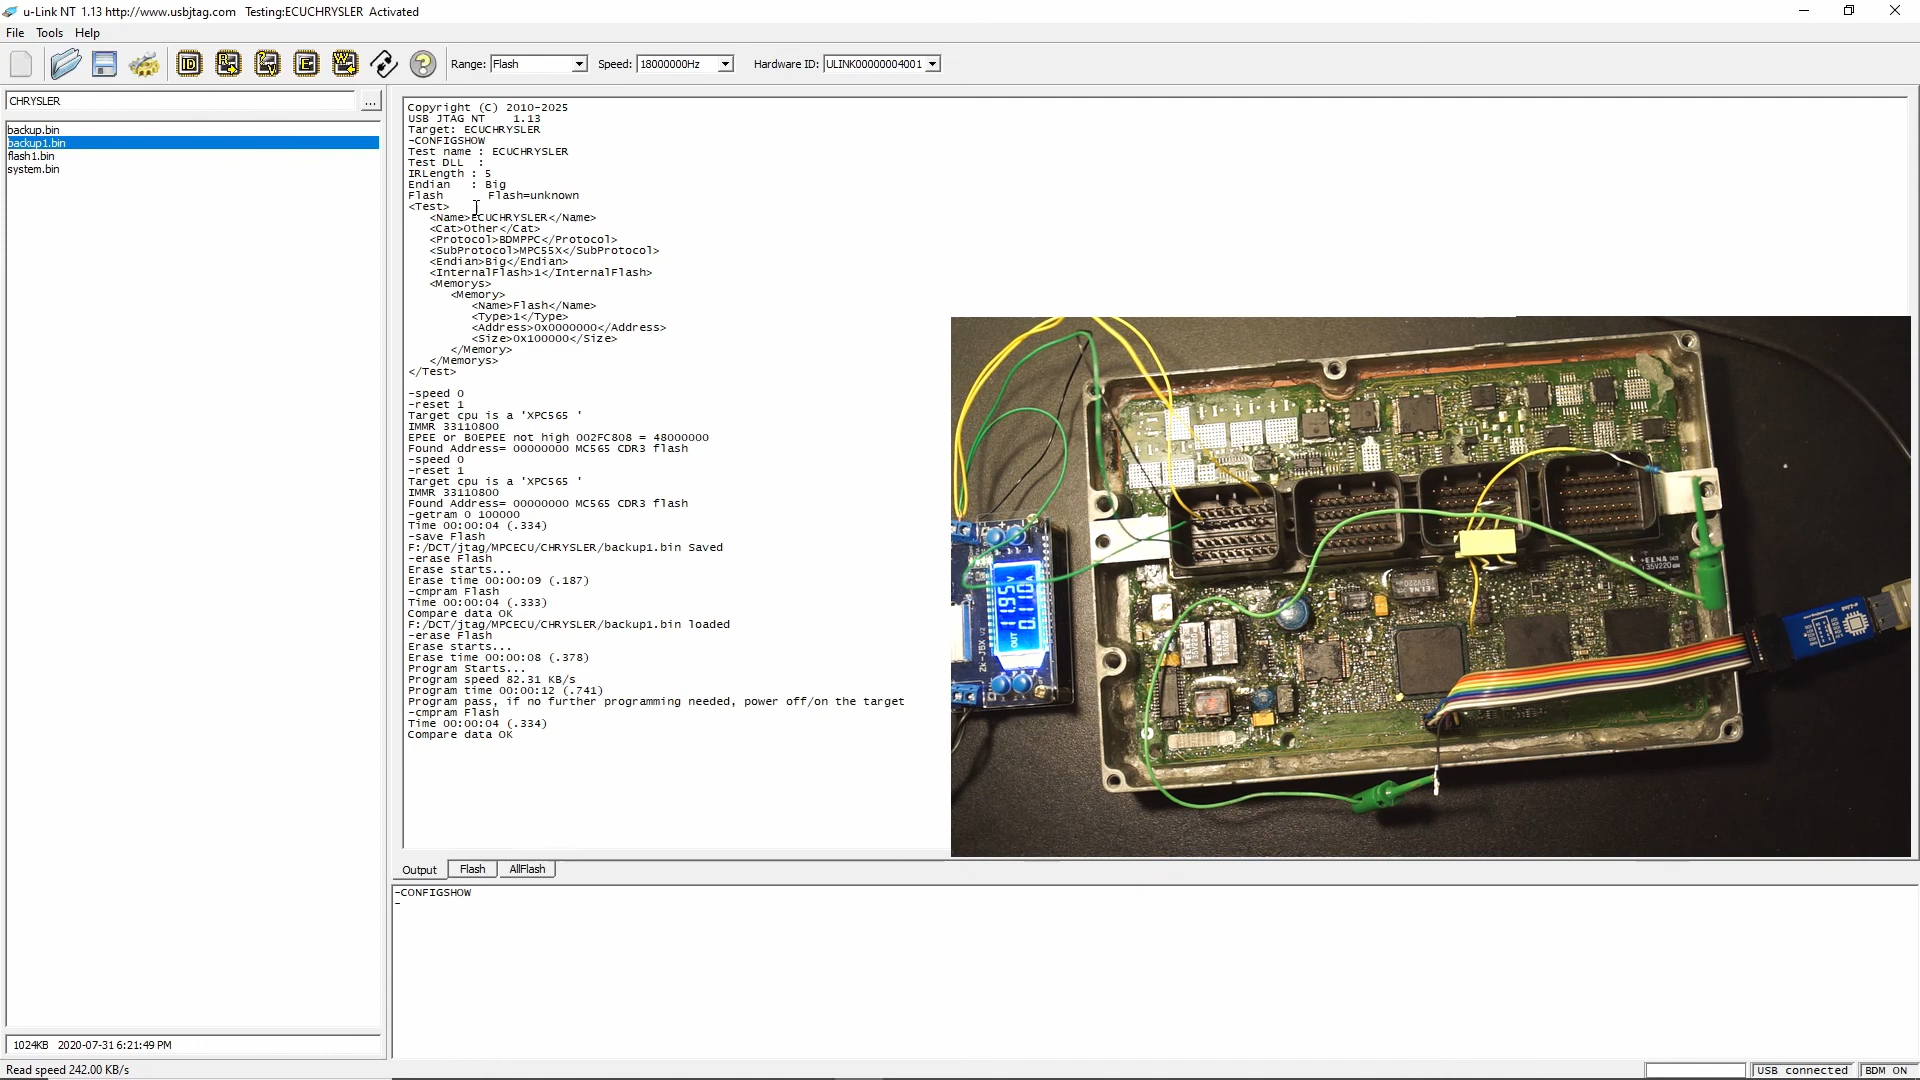 u-Link NT 1.13 http://www.usbjtag.com Testing:ECUCHRYSLER Activated
File Tools Help
ID R V E W
Range: Flash Speed: 18000000Hz Hardware ID: ULINK00000004001
CHRYSLER ...
backup.bin
backup1.bin
flash1.bin
system.bin
Copyright (C) 2010-2025
USB JTAG NT 1.13
Target: ECUCHRYSLER
-CONFIGSHOW
Test name : ECUCHRYSLER
Test DLL :
IRLength : 5
Endian : Big
Flash Flash=unknown
<Test>
<Name>ECUCHRYSLER</Name>
<Cat>Other</Cat>
<Protocol>BDMPPC</Protocol>
<SubProtocol>MPC55X</SubProtocol>
<Endian>Big</Endian>
<InternalFlash>1</InternalFlash>
<Memorys>
<Memory>
<Name>Flash</Name>
<Type>1</Type>
<Address>0x0000000</Address>
<Size>0x100000</Size>
</Memory>
</Memorys>
</Test>
-speed 0
-reset 1
Target cpu is a 'XPC565 '
IMMR 33110800
EPEE or B0EPEE not high 002FC808 = 48000000
Found Address= 00000000 MC565 CDR3 flash
-speed 0
-reset 1
Target cpu is a 'XPC565 '
IMMR 33110800
Found Address= 00000000 MC565 CDR3 flash
-getram 0 100000
Time 00:00:04 (.334)
-save Flash
F:/DCT/jtag/MPCECU/CHRYSLER/backup1.bin Saved
-erase Flash
Erase starts...
Erase time 00:00:09 (.187)
-cmpram Flash
Time 00:00:04 (.333)
Compare data OK
F:/DCT/jtag/MPCECU/CHRYSLER/backup1.bin loaded
-erase Flash
Erase starts...
Erase time 00:00:08 (.378)
Program Starts...
Program speed 82.31 KB/s
Program time 00:00:12 (.741)
Program pass, if no further programming needed, power off/on the target
-cmpram Flash
Time 00:00:04 (.334)
Compare data OK
ELNA
35V220
OUT 11.95V
0.110A
Output Flash AllFlash
-CONFIGSHOW
-
1024KB 2020-07-31 6:21:49 PM
Read speed 242.00 KB/s USB connected BDM ON